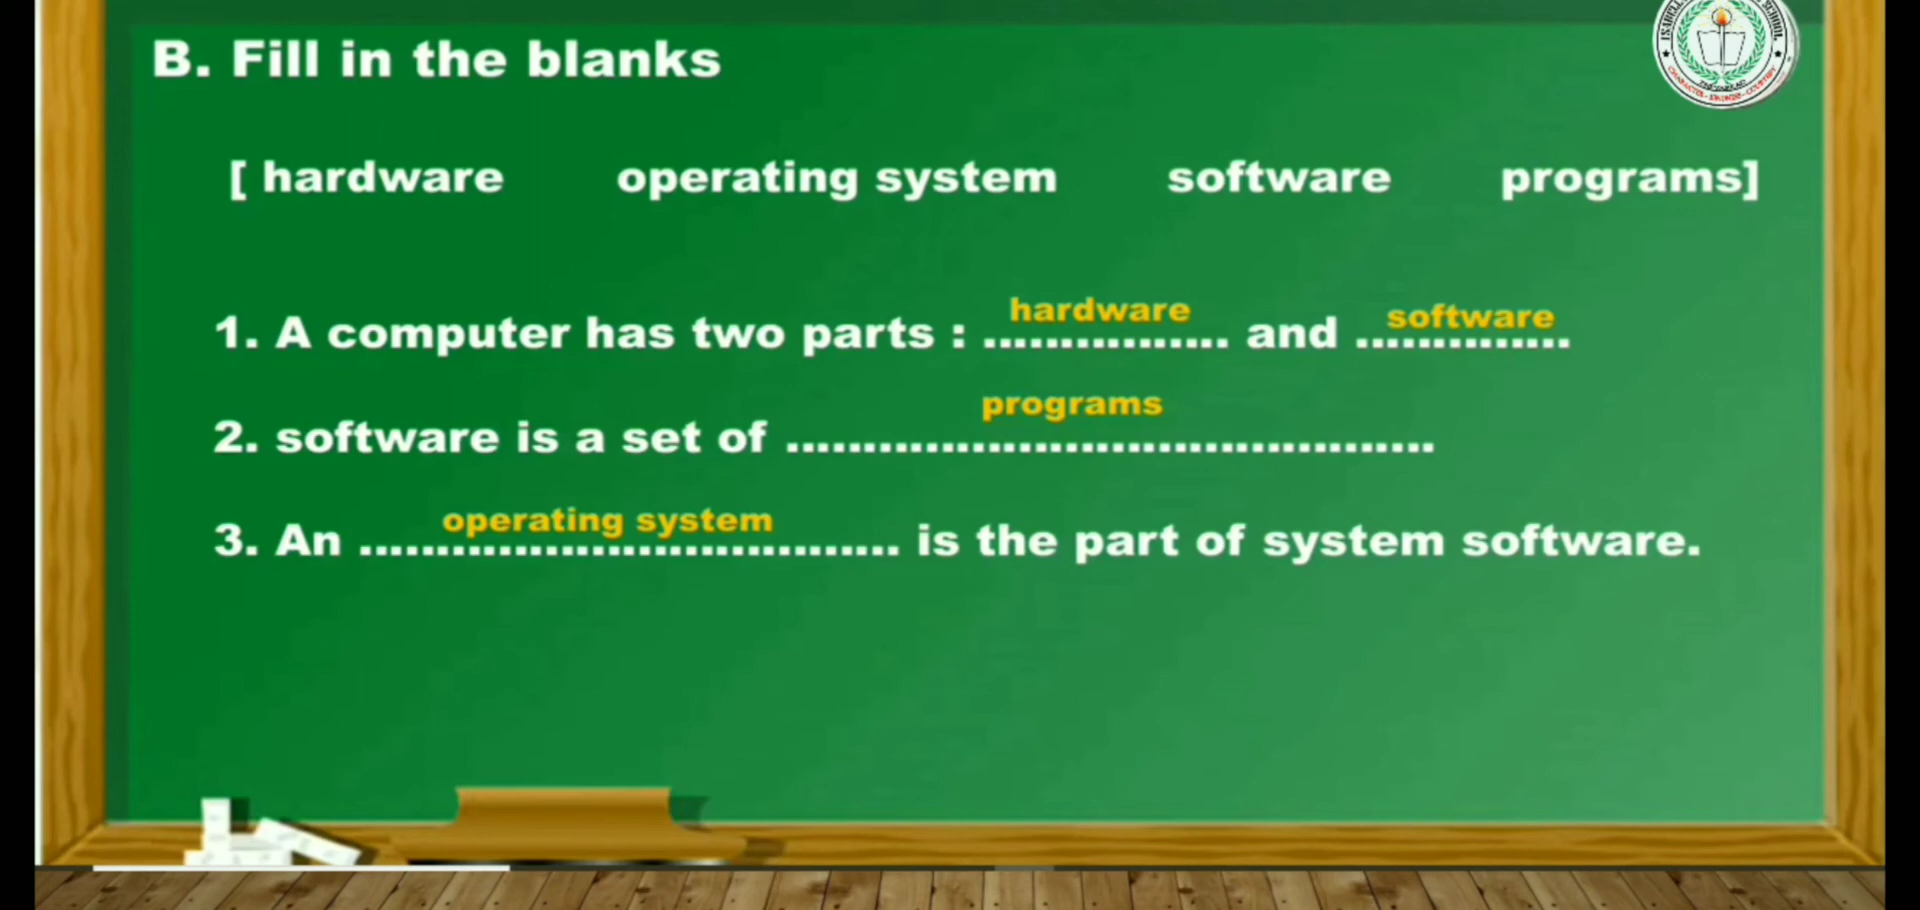 B. Fill in the blanks
[ hardware operating system software programs]
1. A computer has two parts : ................ hardware and .............. software
2. software is a set of .......................................... programs
3. An ................................... operating system is the part of system software.